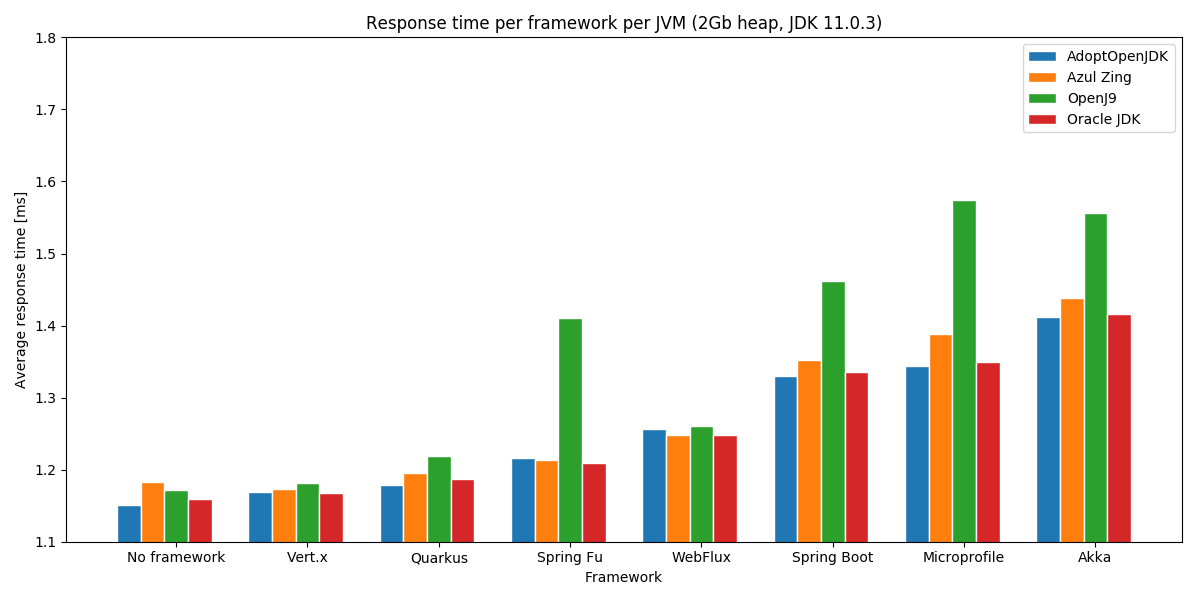 Response time per framework per JVM (2Gb heap, JDK 11.0.3)
AdoptOpenJDK
Azul Zing
OpenJ9
Oracle JDK
Average response time [ms]
1.8
1.7
1.6
1.5
1.4
1.3
1.2
1.1
No framework Vert.x Quarkus Spring Fu WebFlux Spring Boot Microprofile Akka
Framework